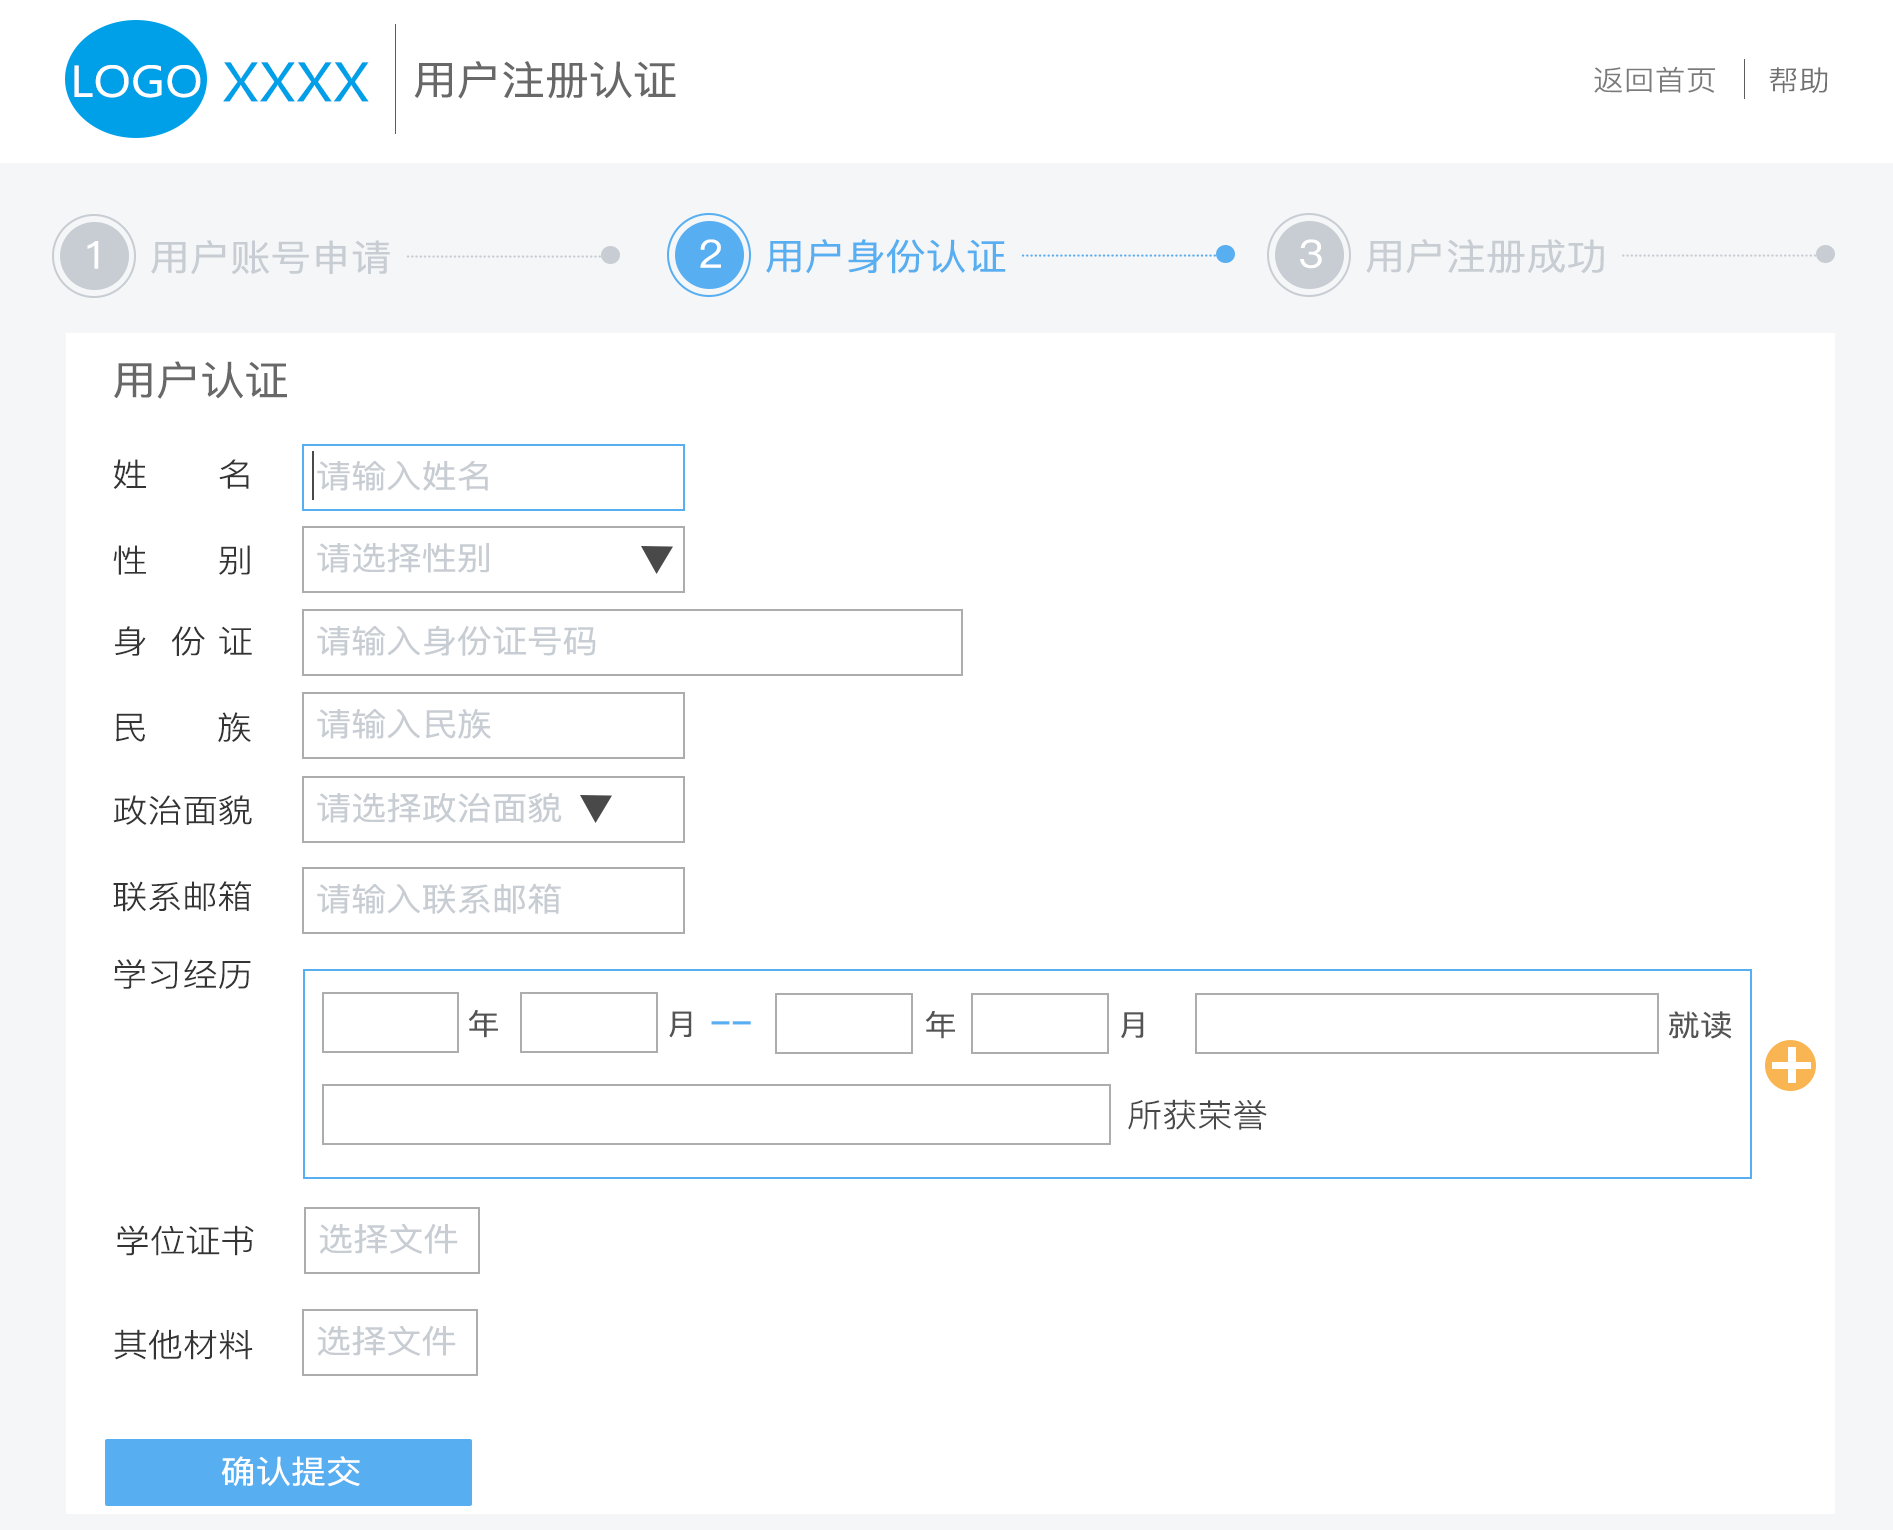 LOGO XXXX 用户注册认证 返回首页 帮助
1 用户账号申请 2 用户身份认证 3 用户注册成功
用户认证
姓 名 请输入姓名
性 别 请选择性别
身 份 证 请输入身份证号码
民 族 请输入民族
政治面貌 请选择政治面貌
联系邮箱 请输入联系邮箱
学习经历
年 月 -- 年 月 就读
所获荣誉
学位证书 选择文件
其他材料 选择文件
确认提交